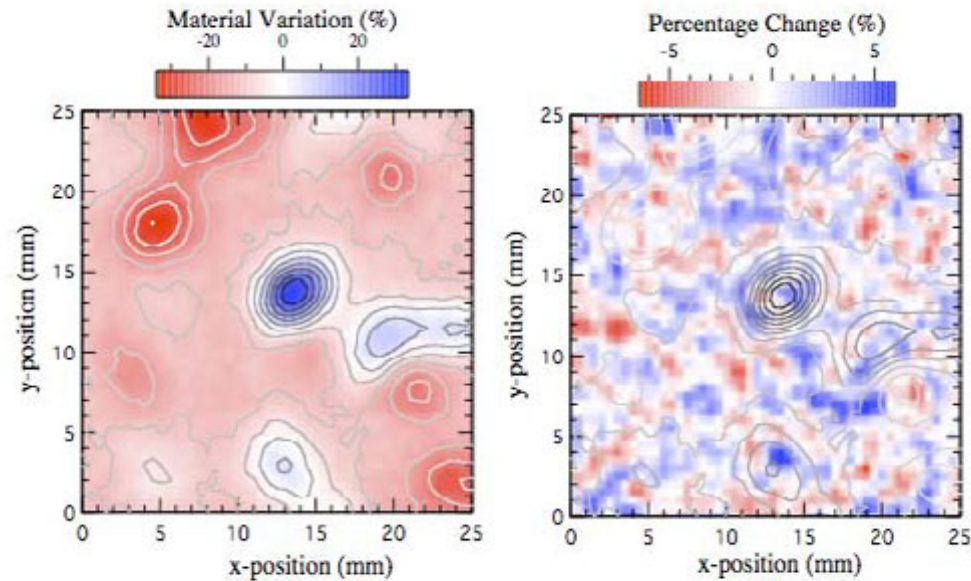 Material Variation (%)
-20 0 20
25
20
15
10
5
0
y-position (mm)
0 5 10 15 20 25
x-position (mm)
Percentage Change (%)
-5 0 5
25
20
15
10
5
0
y-position (mm)
0 5 10 15 20 25
x-position (mm)